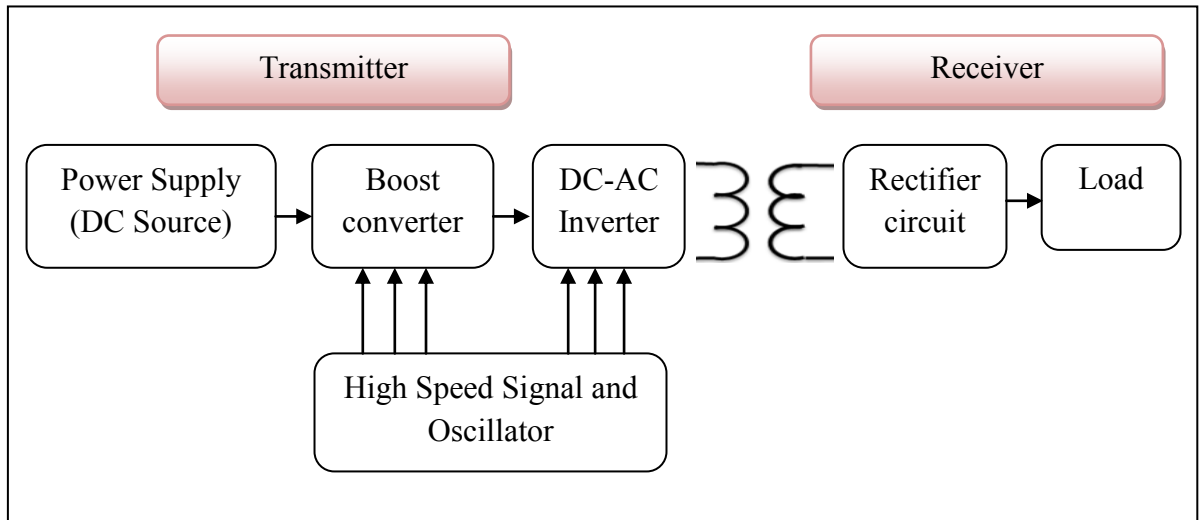 Transmitter
Receiver
Power Supply
(DC Source)
Boost
converter
DC-AC
Inverter
Rectifier
circuit
Load
High Speed Signal and
Oscillator